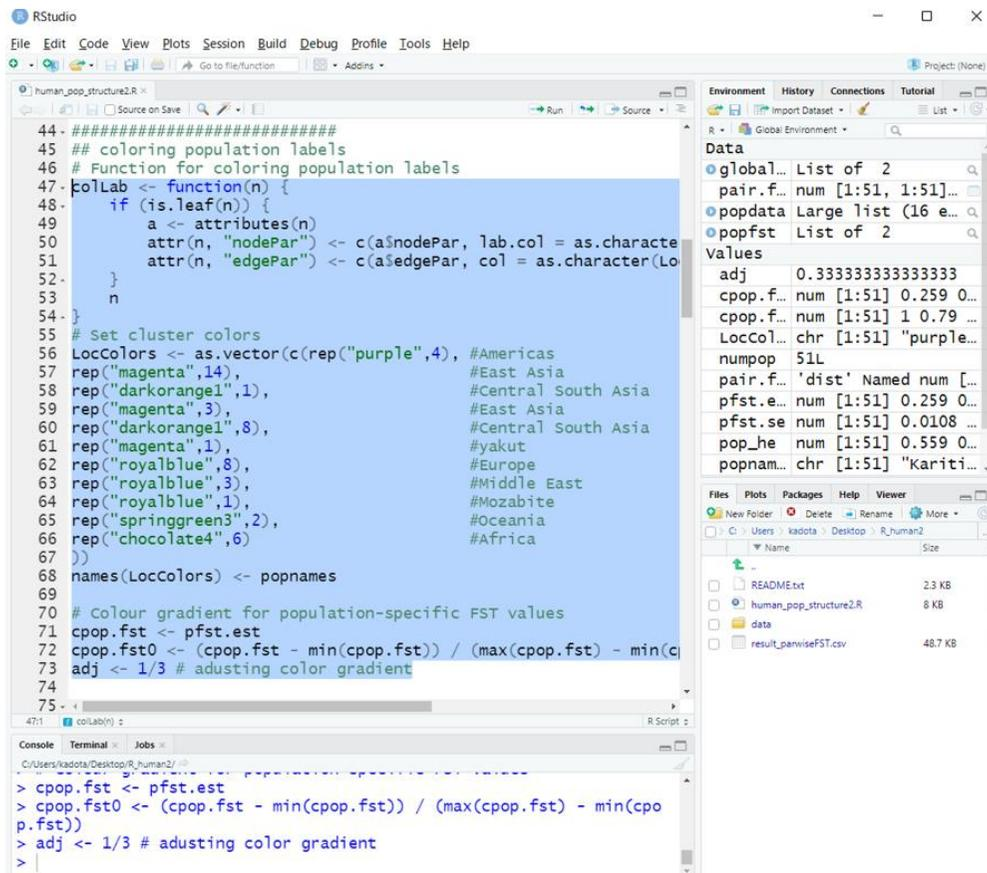 RStudio
File Edit Code View Plots Session Build Debug Profile Tools Help
Go to file/function Addins Project: (None)
human_pop_structure2.R
Source on Save Run Source
44 ############################
45 ## coloring population labels
46 # Function for coloring population labels
47 colLab <- function(n) {
48 if (is.leaf(n)) {
49 a <- attributes(n)
50 attr(n, "nodePar") <- c(a$nodePar, lab.col = as.characte
51 attr(n, "edgePar") <- c(a$edgePar, col = as.character(Lo
52 }
53 n
54 }
55 # Set cluster colors
56 LocColors <- as.vector(c(rep("purple",4), #Americas
57 rep("magenta",14), #East Asia
58 rep("darkorange1",1), #Central South Asia
59 rep("magenta",3), #East Asia
60 rep("darkorange1",8), #Central South Asia
61 rep("magenta",1), #yakut
62 rep("royalblue",8), #Europe
63 rep("royalblue",3), #Middle East
64 rep("royalblue",1), #Mozabite
65 rep("springgreen3",2), #Oceania
66 rep("chocolate4",6) #Africa
67 ))
68 names(LocColors) <- popnames
69
70 # Colour gradient for population-specific FST values
71 cpop.fst <- pfst.est
72 cpop.fst0 <- (cpop.fst - min(cpop.fst)) / (max(cpop.fst) - min(cp
73 adj <- 1/3 # adusting color gradient
74
75
47:1 colLab(n) R Script
Console Terminal Jobs
C:/Users/kadota/Desktop/R_human2/
> # Colour gradient for population-specific FST values
> cpop.fst <- pfst.est
> cpop.fst0 <- (cpop.fst - min(cpop.fst)) / (max(cpop.fst) - min(cpo
p.fst))
> adj <- 1/3 # adusting color gradient
>
Environment History Connections Tutorial
Import Dataset List
R Global Environment
Data
global… List of 2
pair.f… num [1:51, 1:51]…
popdata Large list (16 e…
popfst List of 2
Values
adj 0.333333333333333
cpop.f… num [1:51] 0.259 0…
cpop.f… num [1:51] 1 0.79 …
LocCol… chr [1:51] "purple…
numpop 51L
pair.f… 'dist' Named num […
pfst.e… num [1:51] 0.259 0…
pfst.se num [1:51] 0.0108 …
pop_he num [1:51] 0.559 0…
popnam… chr [1:51] "Kariti…
Files Plots Packages Help Viewer
New Folder Delete Rename More
C: Users kadota Desktop R_human2 ...
Name Size
..
README.txt 2.3 KB
human_pop_structure2.R 8 KB
data
result_parwiseFST.csv 48.7 KB